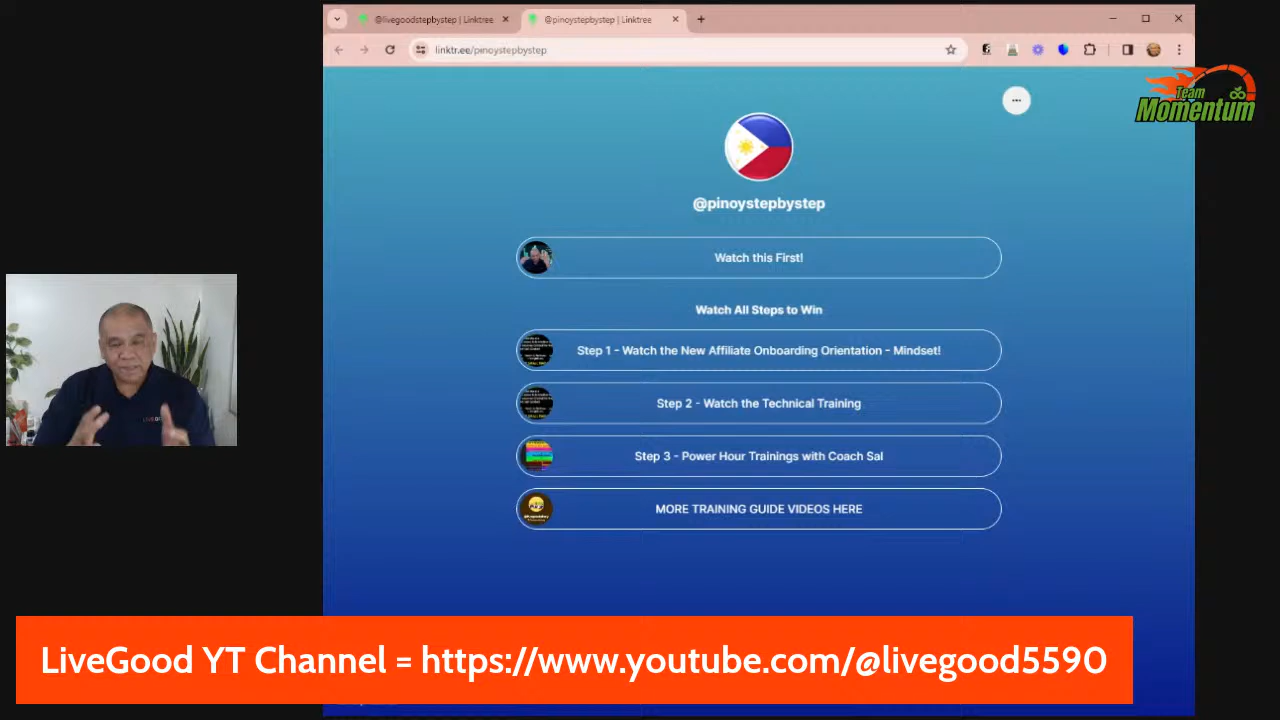 @livegoodstepbystep | Linktree
@pinoystepbystep | Linktree
linktr.ee/pinoystepbystep
Team
Momentum
@pinoystepbystep
Watch this First!
Watch All Steps to Win
Step 1 - Watch the New Affiliate Onboarding Orientation - Mindset!
Step 2 - Watch the Technical Training
Step 3 - Power Hour Trainings with Coach Sal
MORE TRAINING GUIDE VIDEOS HERE
LiveGood YT Channel = https://www.youtube.com/@livegood5590